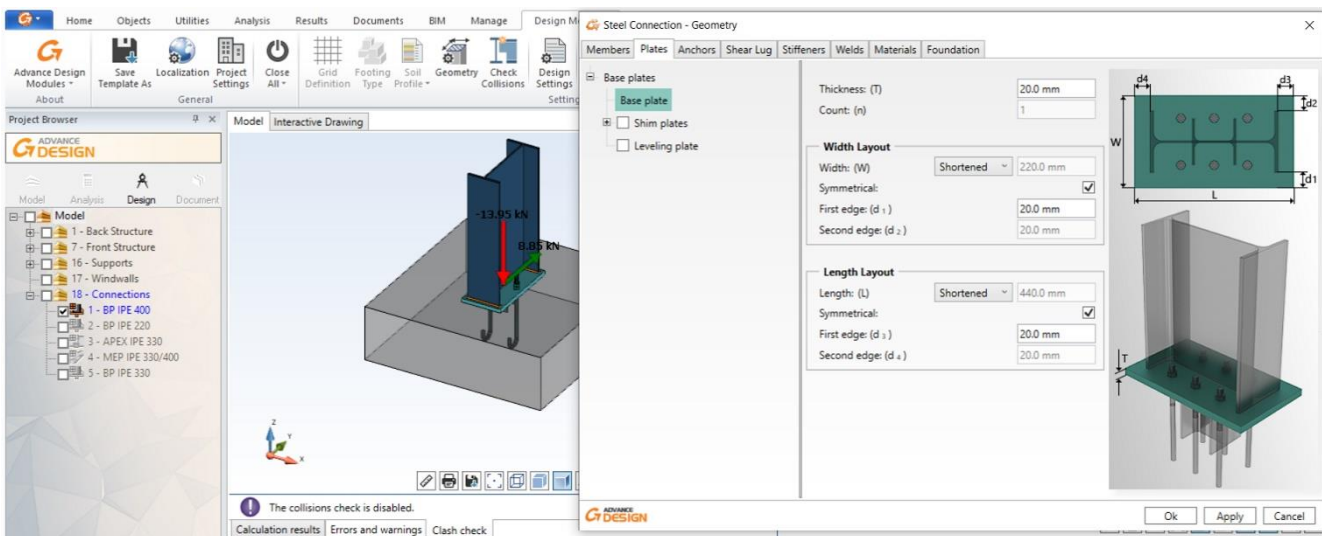 Home Objects Utilities Analysis Results Documents BIM Manage Design M
Advance Design Modules
Save Template As
Localization
Project Settings
Close All
Grid Definition
Footing Type
Soil Profile
Geometry
Check Collisions
Design Settings
About General Setting
Project Browser
ADVANCE
DESIGN
Model Analysis Design Document
Model
1 - Back Structure
7 - Front Structure
16 - Supports
17 - Windwalls
18 - Connections
1 - BP IPE 400
2 - BP IPE 220
3 - APEX IPE 330
4 - MEP IPE 330/400
5 - BP IPE 330
Model Interactive Drawing
-13.95 kN
8.85 kN
Z
Y
X
The collisions check is disabled.
Calculation results Errors and warnings Clash check
Steel Connection - Geometry
Members Plates Anchors Shear Lug Stiffeners Welds Materials Foundation
Base plates
Base plate
Shim plates
Leveling plate
Thickness: (T) 20.0 mm
Count: (n) 1
Width Layout
Width: (W) Shortened 220.0 mm
Symmetrical:
First edge: (d 1 ) 20.0 mm
Second edge: (d 2 ) 20.0 mm
Length Layout
Length: (L) Shortened 440.0 mm
Symmetrical:
First edge: (d 3 ) 20.0 mm
Second edge: (d 4 ) 20.0 mm
d4 d3
d2
W
d1
L
T
ADVANCE
DESIGN
Ok Apply Cancel